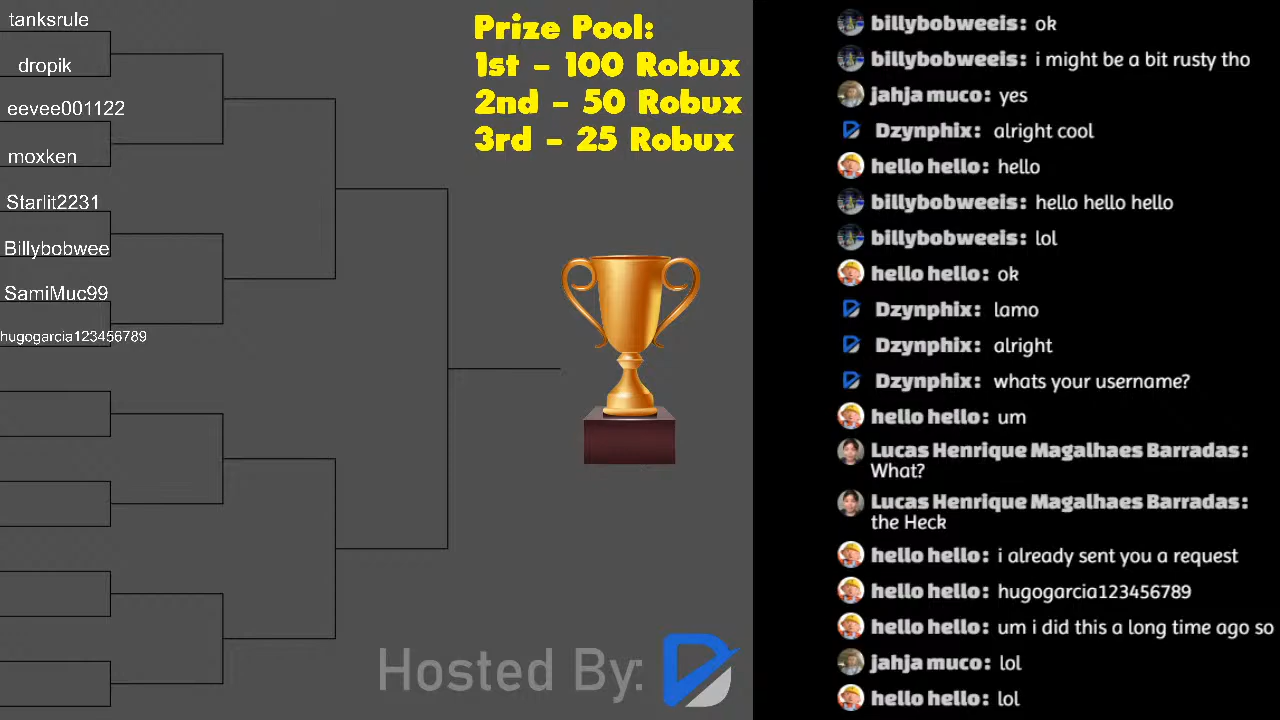 tanksrule
dropik
eevee001122
moxken
Starlit2231
Billybobwee
SamiMuc99
hugogarcia123456789
Prize Pool:
1st - 100 Robux
2nd - 50 Robux
3rd - 25 Robux
Hosted By:
billybobweeis: ok
billybobweeis: i might be a bit rusty tho
jahja muco: yes
Dzynphix: alright cool
hello hello: hello
billybobweeis: hello hello hello
billybobweeis: lol
hello hello: ok
Dzynphix: lamo
Dzynphix: alright
Dzynphix: whats your username?
hello hello: um
Lucas Henrique Magalhaes Barradas:
What?
Lucas Henrique Magalhaes Barradas:
the Heck
hello hello: i already sent you a request
hello hello: hugogarcia123456789
hello hello: um i did this a long time ago so
jahja muco: lol
hello hello: lol